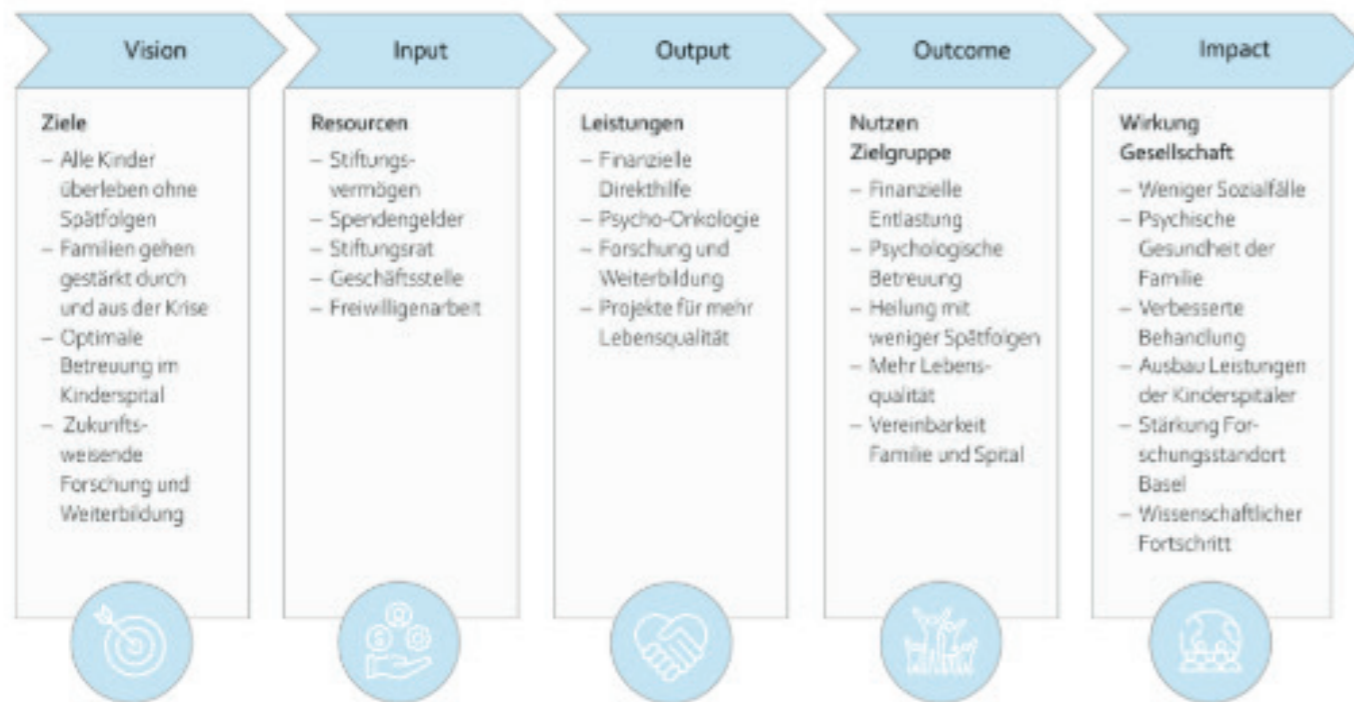 Vision
Input
Output
Outcome
Impact
Ziele
– Alle Kinder
überleben ohne
Spätfolgen
– Familien gehen
gestärkt durch
und aus der Krise
– Optimale
Betreuung im
Kinderspital
– Zukunfts-
weisende
Forschung und
Weiterbildung
Resourcen
– Stiftungs-
vermögen
– Spendengelder
– Stiftungsrat
– Geschäftsstelle
– Freiwilligenarbeit
Leistungen
– Finanzielle
Direkthilfe
– Psycho-Onkologie
– Forschung und
Weiterbildung
– Projekte für mehr
Lebensqualität
Nutzen
Zielgruppe
– Finanzielle
Entlastung
– Psychologische
Betreuung
– Heilung mit
weniger Spätfolgen
– Mehr Lebens-
qualität
– Vereinbarkeit
Familie und Spital
Wirkung
Gesellschaft
– Weniger Sozialfälle
– Psychische
Gesundheit der
Familie
– Verbesserte
Behandlung
– Ausbau Leistungen
der Kinderspitäler
– Stärkung For-
schungsstandort
Basel
– Wissenschaftlicher
Fortschritt